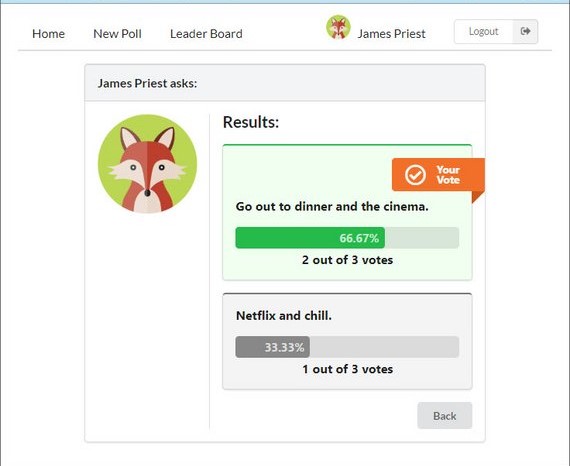 Home New Poll Leader Board James Priest Logout
James Priest asks:
Results:
Your
Vote
Go out to dinner and the cinema.
66.67%
2 out of 3 votes
Netflix and chill.
33.33%
1 out of 3 votes
Back